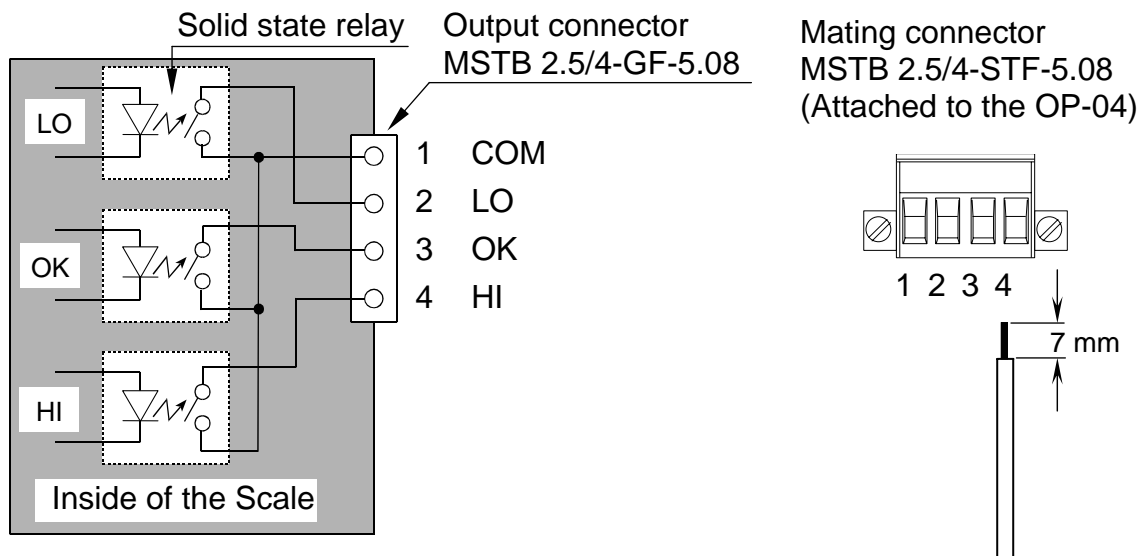 Solid state relay
Output connector
MSTB 2.5/4-GF-5.08
Mating connector
MSTB 2.5/4-STF-5.08
(Attached to the OP-04)
LO
OK
HI
1 COM
2 LO
3 OK
4 HI
Inside of the Scale
1 2 3 4
7 mm